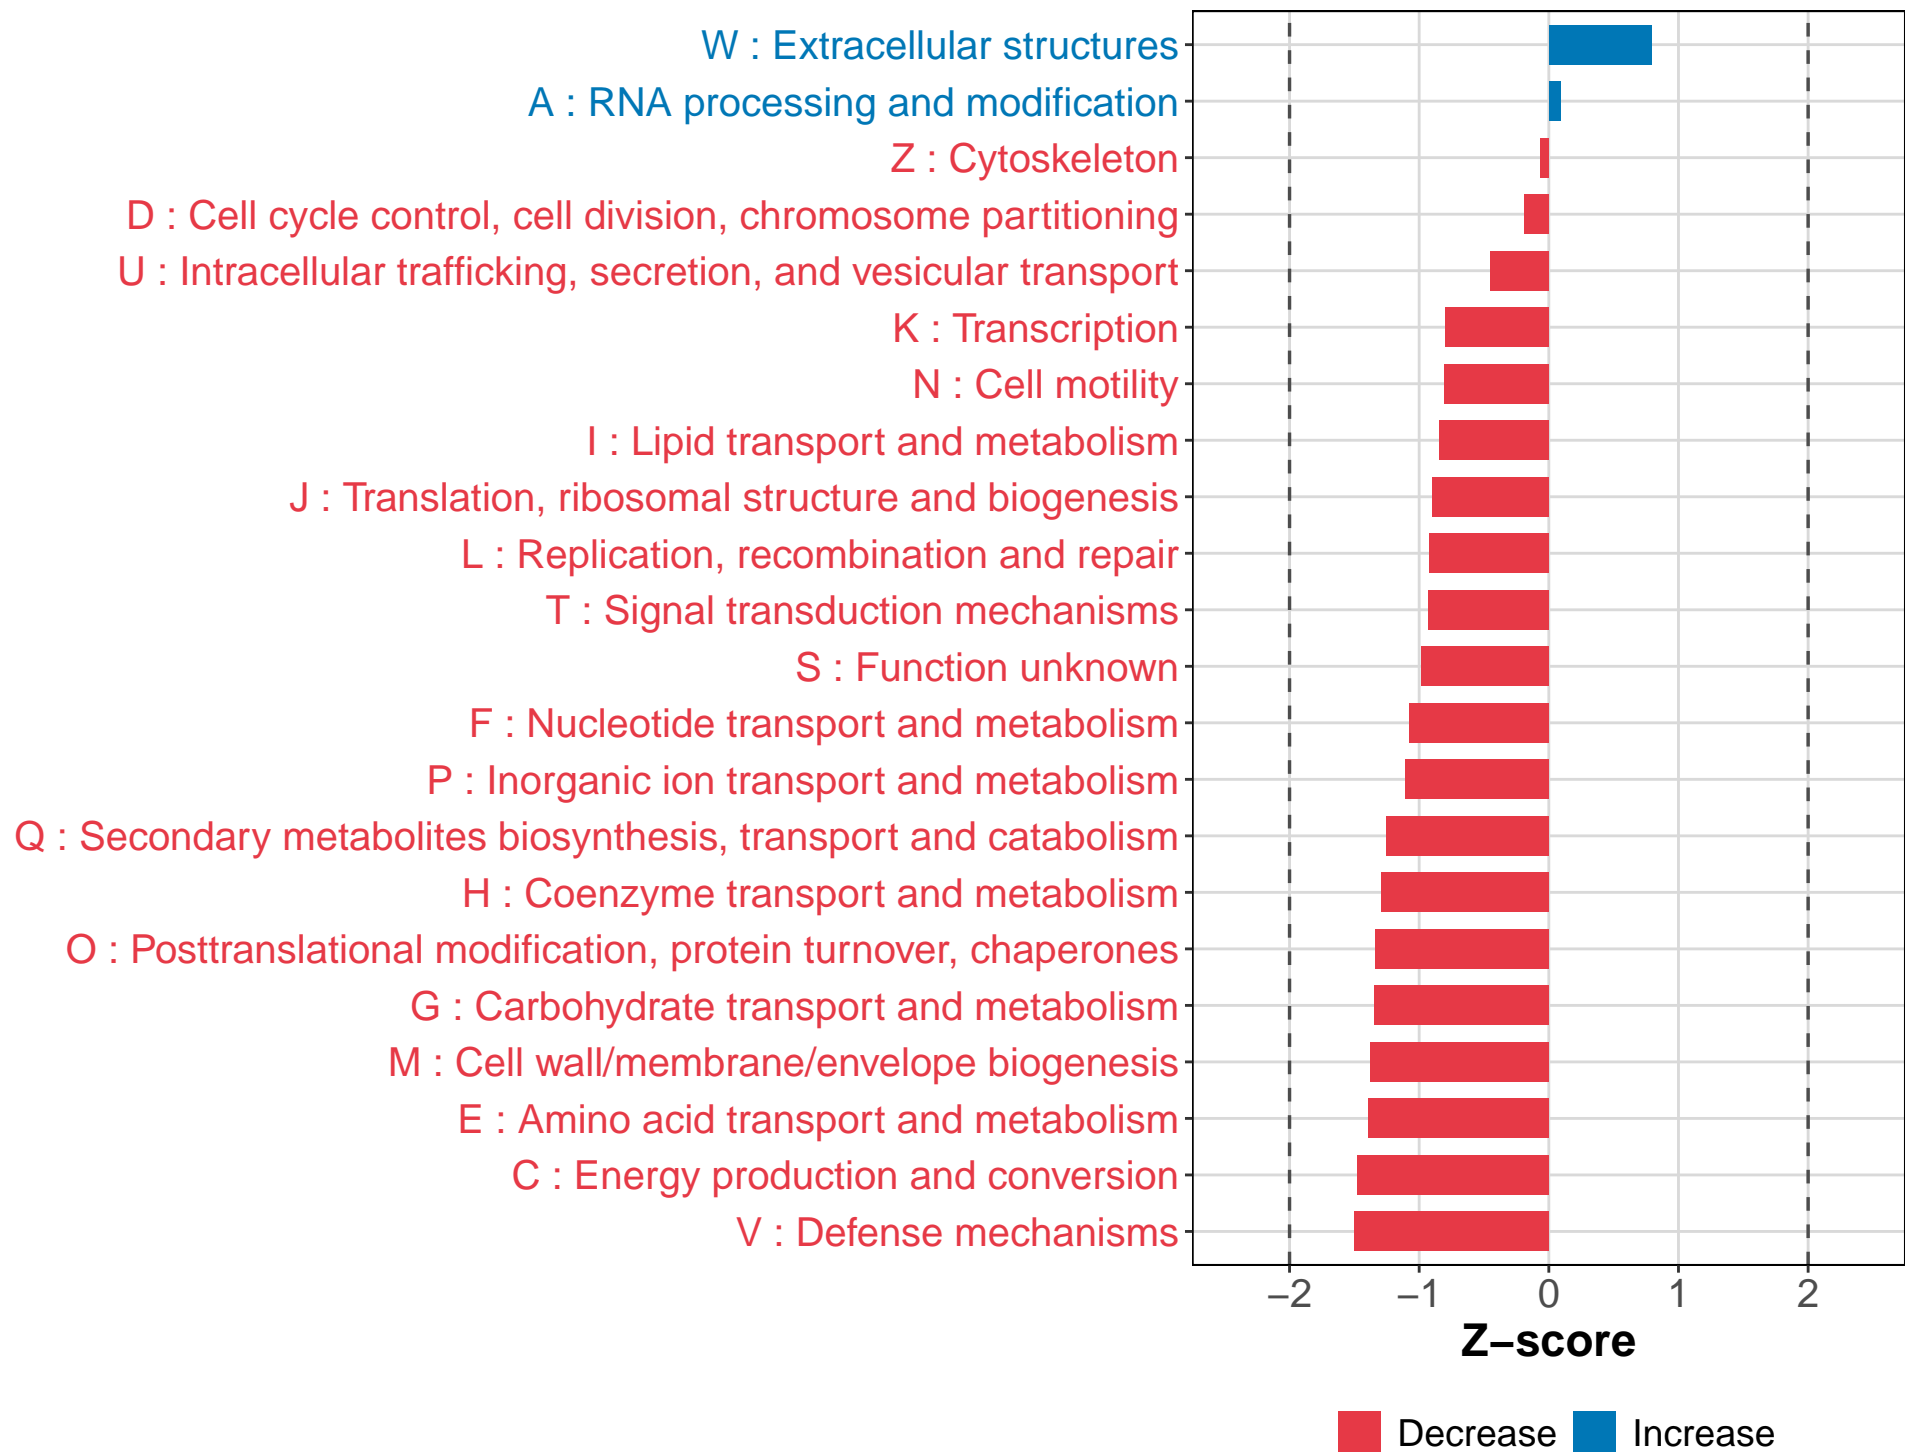 W : Extracellular structures
A : RNA processing and modification
Z : Cytoskeleton
D : Cell cycle control, cell division, chromosome partitioning
U : Intracellular trafficking, secretion, and vesicular transport
K : Transcription
N : Cell motility
I : Lipid transport and metabolism
J : Translation, ribosomal structure and biogenesis
L : Replication, recombination and repair
T : Signal transduction mechanisms
S : Function unknown
F : Nucleotide transport and metabolism
P : Inorganic ion transport and metabolism
Q : Secondary metabolites biosynthesis, transport and catabolism
H : Coenzyme transport and metabolism
O : Posttranslational modification, protein turnover, chaperones
G : Carbohydrate transport and metabolism
M : Cell wall/membrane/envelope biogenesis
E : Amino acid transport and metabolism
C : Energy production and conversion
V : Defense mechanisms
−2 −1 0 1 2
Z−score
Decrease Increase